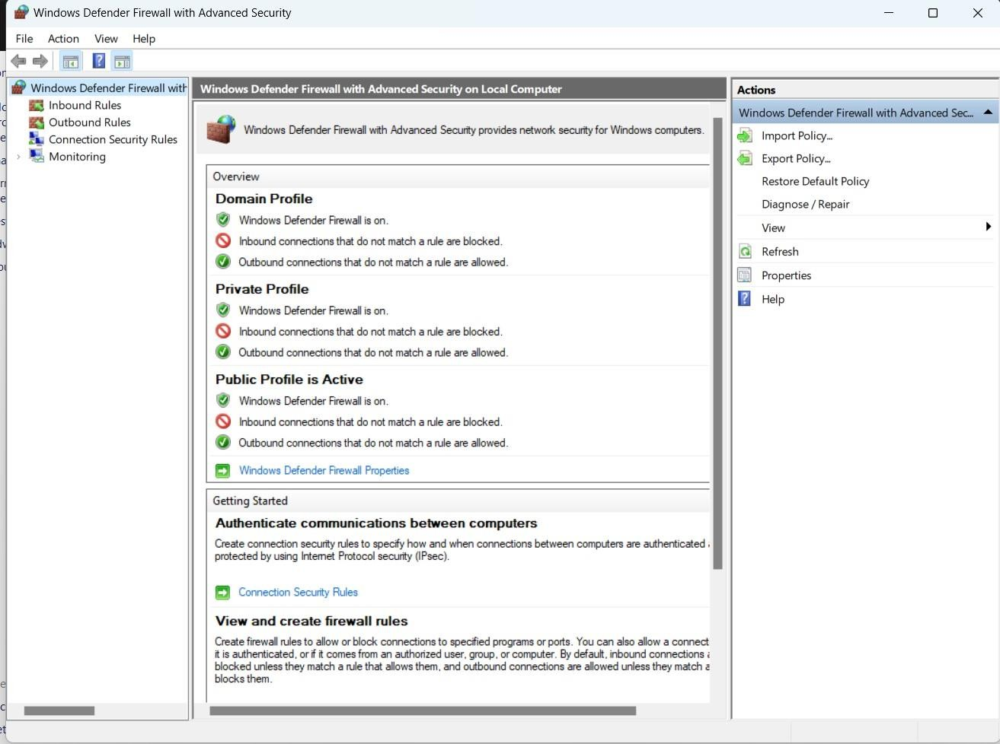 Windows Defender Firewall with Advanced Security
File Action View Help
Windows Defender Firewall with
Inbound Rules
Outbound Rules
Connection Security Rules
Monitoring
Windows Defender Firewall with Advanced Security on Local Computer
Windows Defender Firewall with Advanced Security provides network security for Windows computers.
Overview
Domain Profile
Windows Defender Firewall is on.
Inbound connections that do not match a rule are blocked.
Outbound connections that do not match a rule are allowed.
Private Profile
Windows Defender Firewall is on.
Inbound connections that do not match a rule are blocked.
Outbound connections that do not match a rule are allowed.
Public Profile is Active
Windows Defender Firewall is on.
Inbound connections that do not match a rule are blocked.
Outbound connections that do not match a rule are allowed.
Windows Defender Firewall Properties
Getting Started
Authenticate communications between computers
Create connection security rules to specify how and when connections between computers are authenticated
protected by using Internet Protocol security (IPsec).
Connection Security Rules
View and create firewall rules
Create firewall rules to allow or block connections to specified programs or ports. You can also allow a connect
it is authenticated, or if it comes from an authorized user, group, or computer. By default, inbound connections
blocked unless they match a rule that allows them, and outbound connections are allowed unless they match a
blocks them.
Actions
Windows Defender Firewall with Advanced Sec...
Import Policy...
Export Policy...
Restore Default Policy
Diagnose / Repair
View
Refresh
Properties
Help